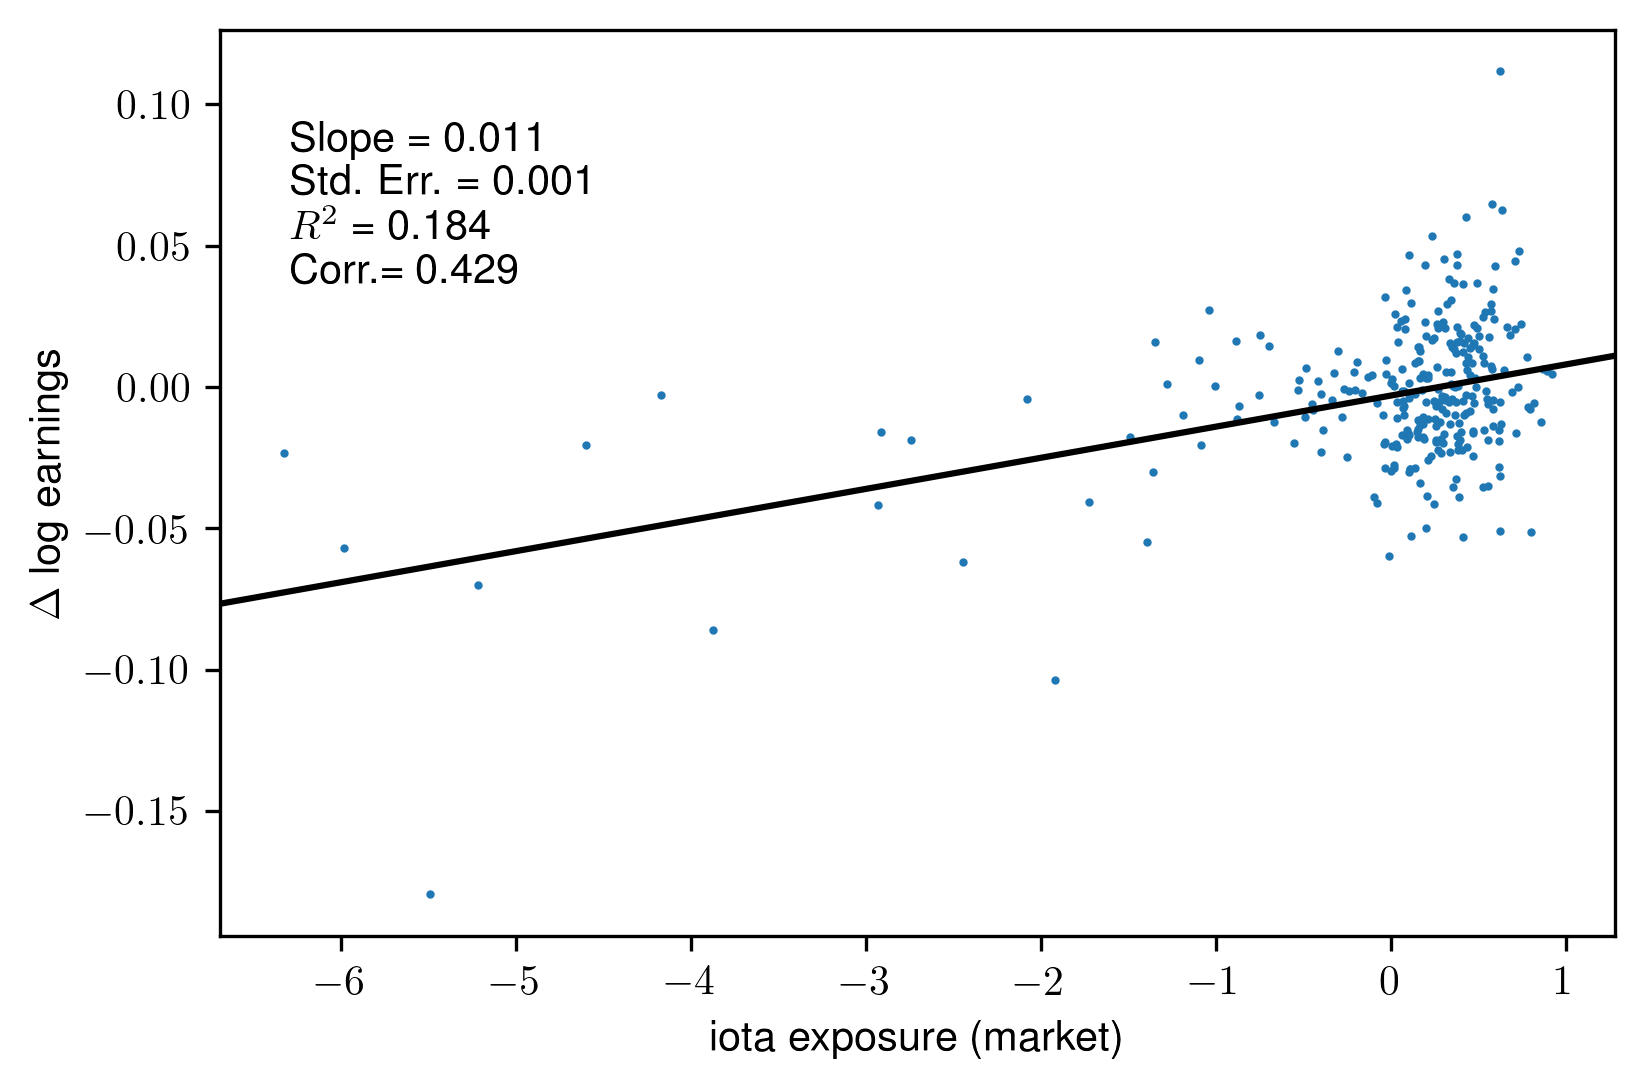 0.10
0.05
0.00
−0.05
−0.10
−0.15
Δ log earnings
Slope = 0.011
Std. Err. = 0.001
R² = 0.184
Corr.= 0.429
−6 −5 −4 −3 −2 −1 0 1
iota exposure (market)